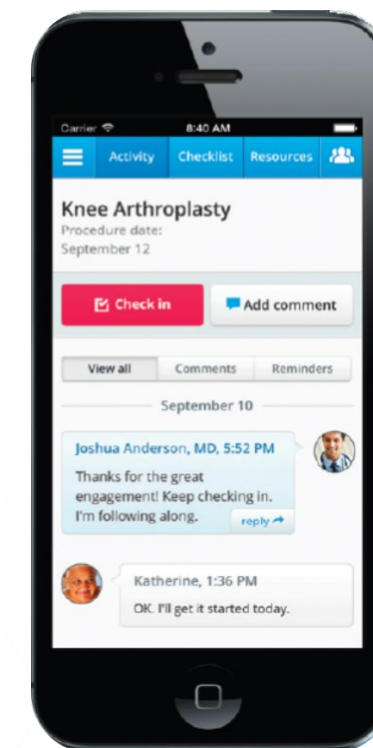 Carrier 8:40 AM
Activity Checklist Resources
Knee Arthroplasty
Procedure date:
September 12
Check in Add comment
View all Comments Reminders
September 10
Joshua Anderson, MD, 5:52 PM
Thanks for the great
engagement! Keep checking in.
I'm following along.
reply
Katherine, 1:36 PM
OK. I'll get it started today.